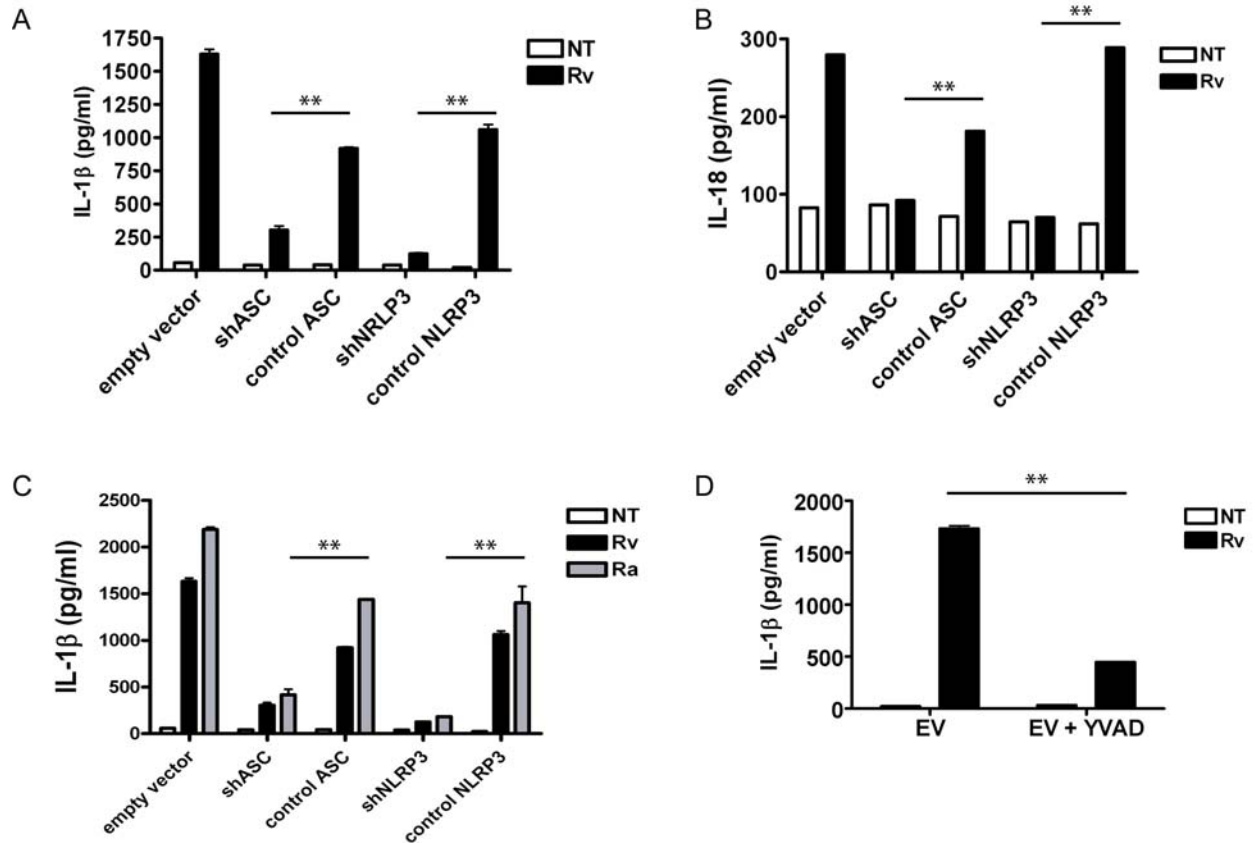 A
IL-1β (pg/ml)
1750
1500
1250
1000
750
500
250
0
** **
NT
Rv
empty vector
shASC
control ASC
shNRLP3
control NLRP3
B
IL-18 (pg/ml)
300
200
100
0
**
**
NT
Rv
empty vector
shASC
control ASC
shNLRP3
control NLRP3
C
IL-1β (pg/ml)
2500
2000
1500
1000
500
0
** **
NT
Rv
Ra
empty vector
shASC
control ASC
shNLRP3
control NLRP3
D
IL-1β (pg/ml)
2000
1500
1000
500
0
**
NT
Rv
EV
EV + YVAD